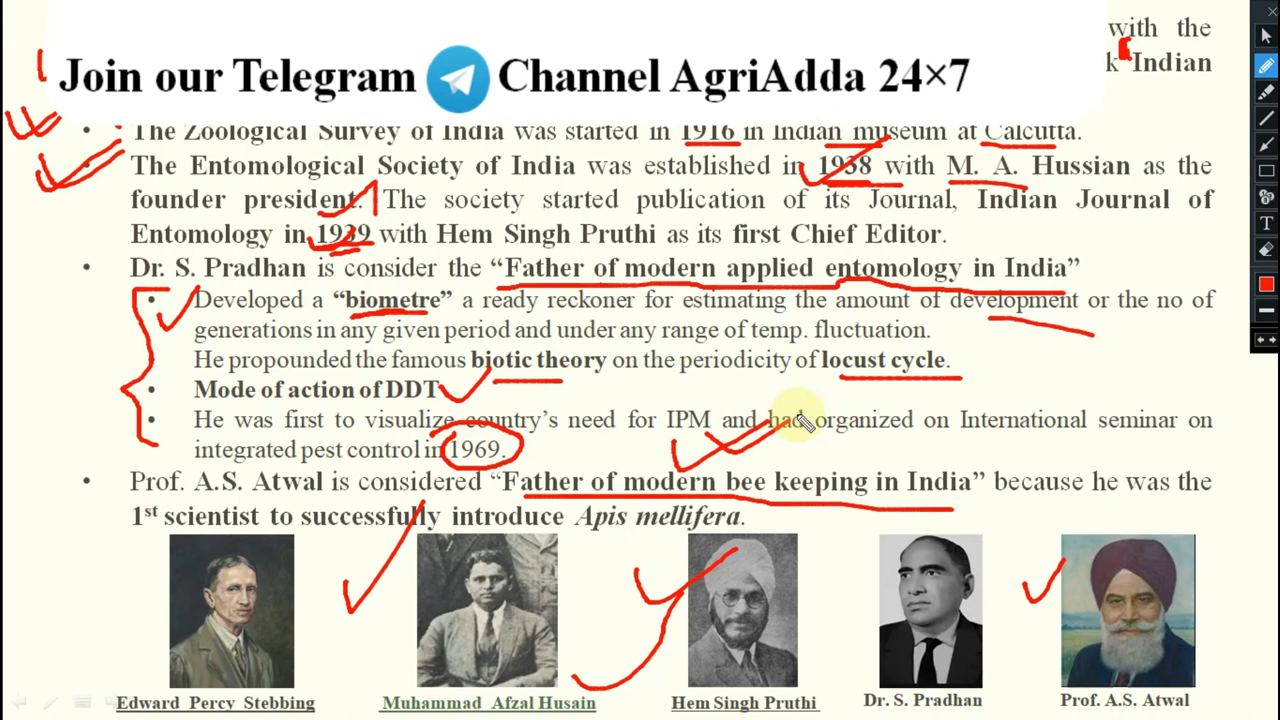 with the
Join our Telegram Channel AgriAdda 24×7
k Indian
• The Zoological Survey of India was started in 1916 in Indian museum at Calcutta.
• The Entomological Society of India was established in 1938 with M. A. Hussian as the
founder president. The society started publication of its Journal, Indian Journal of
Entomology in 1939 with Hem Singh Pruthi as its first Chief Editor.
• Dr. S. Pradhan is consider the “Father of modern applied entomology in India”
• Developed a “biometre” a ready reckoner for estimating the amount of development or the no of
generations in any given period and under any range of temp. fluctuation.
He propounded the famous biotic theory on the periodicity of locust cycle.
• Mode of action of DDT
• He was first to visualize country’s need for IPM and had organized on International seminar on
integrated pest control in 1969.
• Prof. A.S. Atwal is considered “Father of modern bee keeping in India” because he was the
1st scientist to successfully introduce Apis mellifera.
Edward Percy Stebbing
Muhammad Afzal Husain
Hem Singh Pruthi
Dr. S. Pradhan
Prof. A.S. Atwal